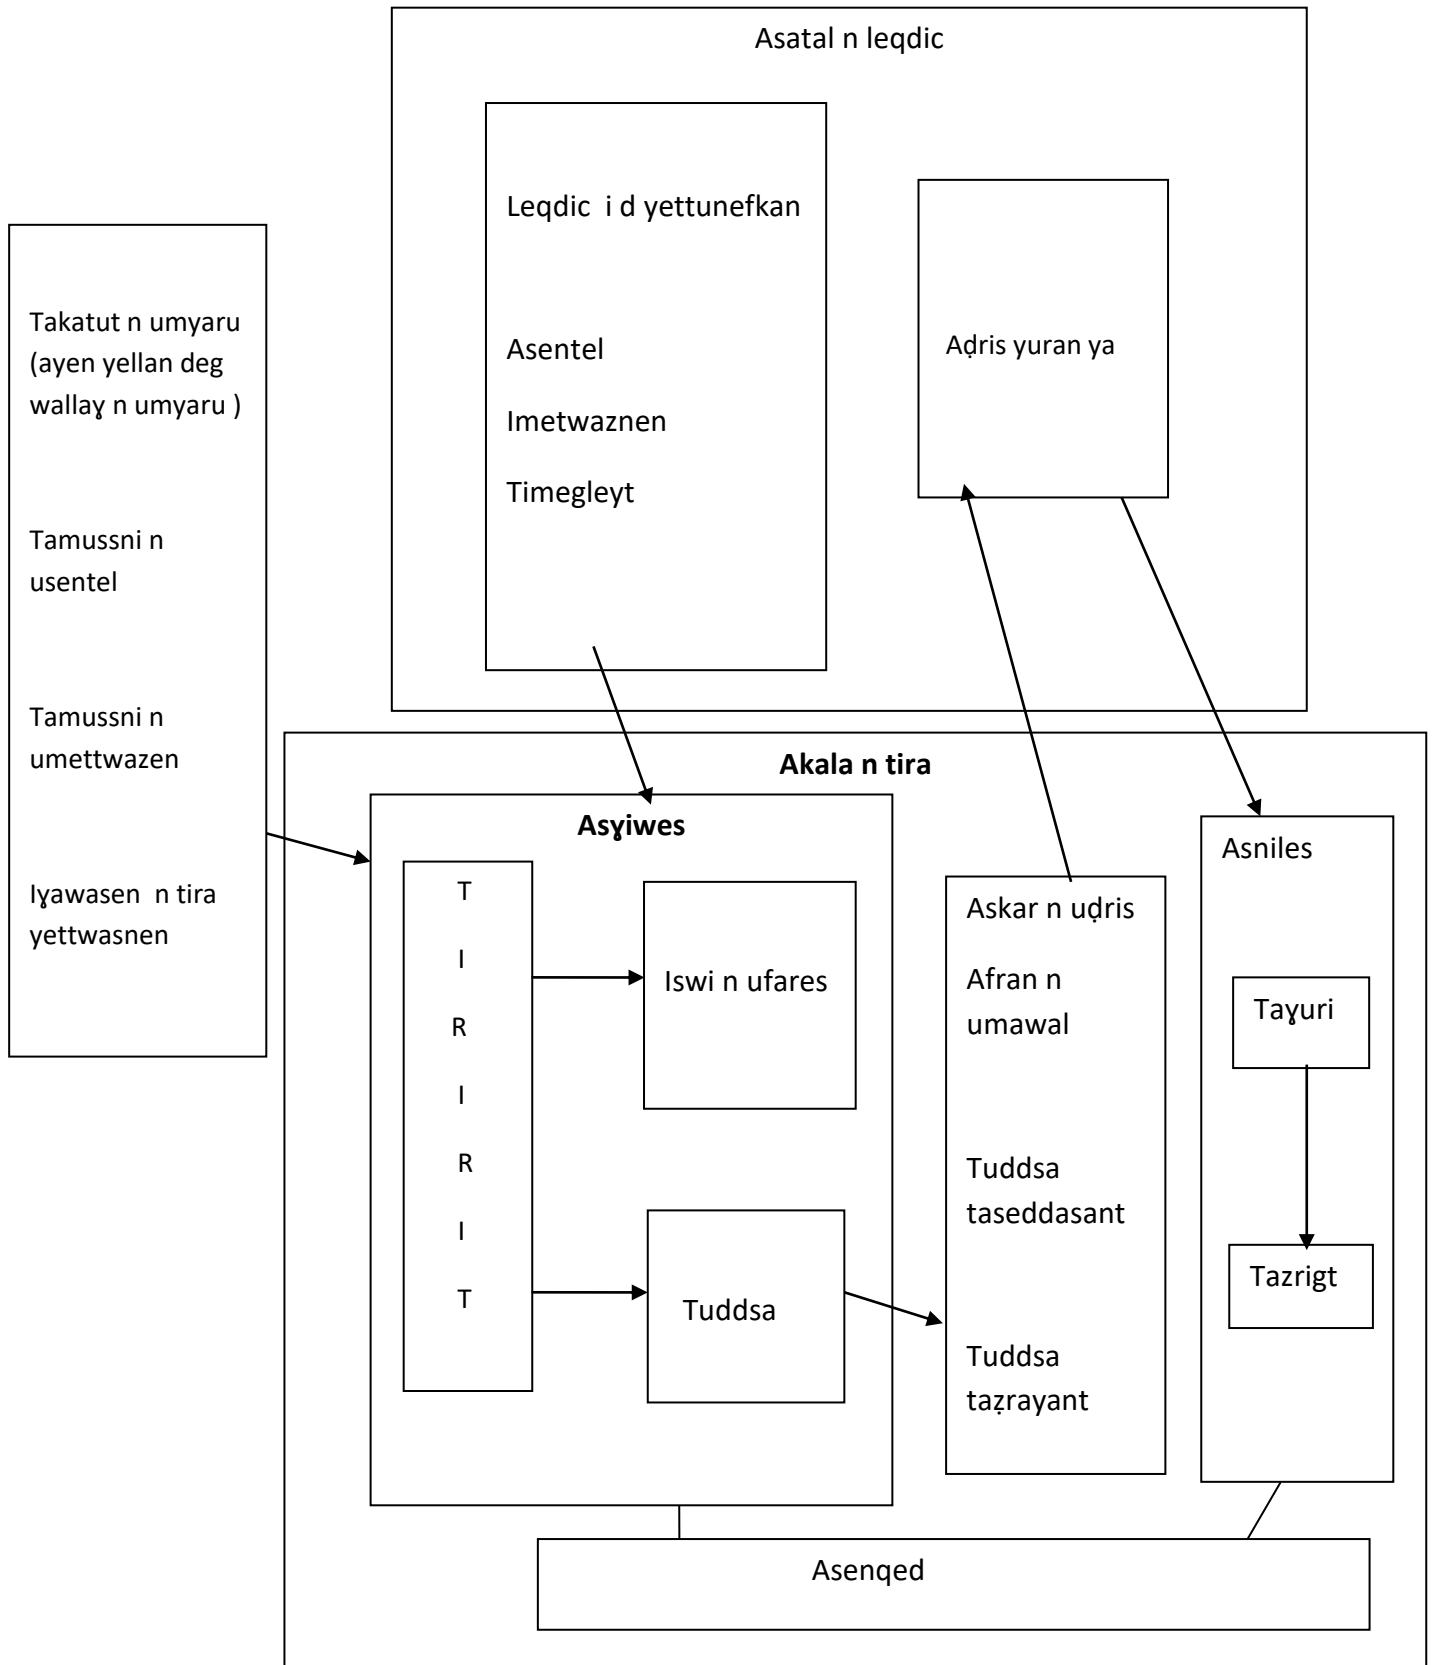 Asatal n leqdic
Leqdic i d yettunefkan
Asentel
Imetwaznen
Timegleyt
Aḍris yuran ya
Takatut n umyaru
(ayen yellan deg
wallaɣ n umyaru )
Tamussni n
usentel
Tamussni n
umettwazen
Iɣawasen n tira
yettwasnen
Akala n tira
Asɣiwes
T
I
R
I
R
I
T
Iswi n ufares
Tuddsa
Askar n uḍris
Afran n
umawal
Tuddsa
taseddasant
Tuddsa
taẓrayant
Asniles
Taɣuri
Tazrigt
Asenqed